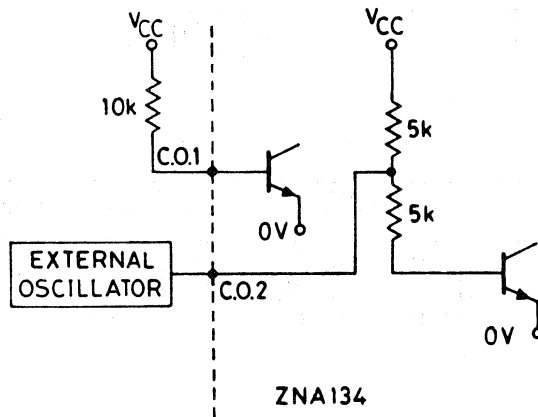 VCC
VCC
10k
5k
C.O.1
5k
0V
EXTERNAL
OSCILLATOR
C.O.2
0V
ZNA134